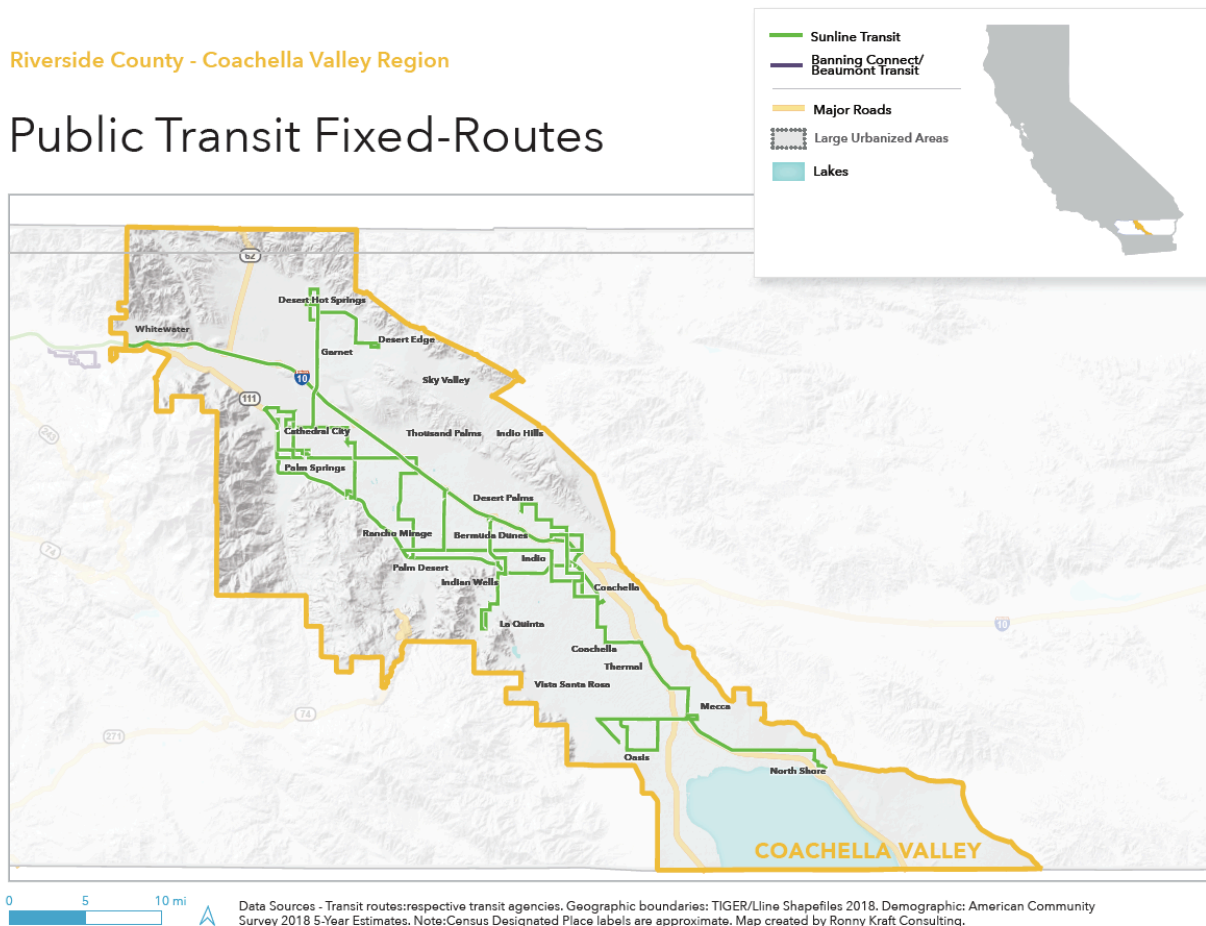 Riverside County - Coachella Valley Region
Public Transit Fixed-Routes
Sunline Transit
Banning Connect/
Beaumont Transit
Major Roads
Large Urbanized Areas
Lakes
62
Desert Hot Springs
Whitewater
Desert Edge
Garnet
10
Sky Valley
111
243
Cathedral City
Thousand Palms
Indio Hills
Palm Springs
Desert Palms
Rancho Mirage
Bermuda Dunes
74
Indio
Palm Desert
Indian Wells
Coachella
La Quinta
10
Coachella
Thermal
Vista Santa Rosa
Mecca
74
271
Oasis
North Shore
COACHELLA VALLEY
0 5 10 mi
Data Sources - Transit routes:respective transit agencies. Geographic boundaries: TIGER/Lline Shapefiles 2018. Demographic: American Community
Survey 2018 5-Year Estimates. Note:Census Designated Place labels are approximate. Map created by Ronny Kraft Consulting.